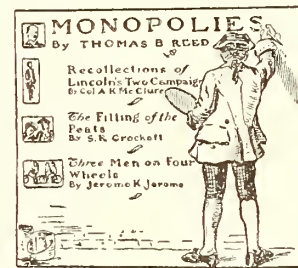 MONOPOLIES
By THOMAS B REED
Recollections of
Lincoln's Two Campaigns
By Col A K McClure
The Filling of the
Peats
By S. R. Crockett
Three Men on Four
Wheels
By Jerome K Jerome